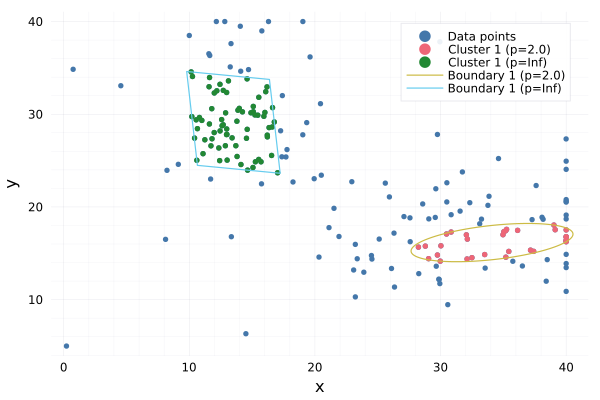 40
30
20
10
y
0
10
20
30
40
x
Data points
Cluster 1 (p=2.0)
Cluster 1 (p=Inf)
Boundary 1 (p=2.0)
Boundary 1 (p=Inf)